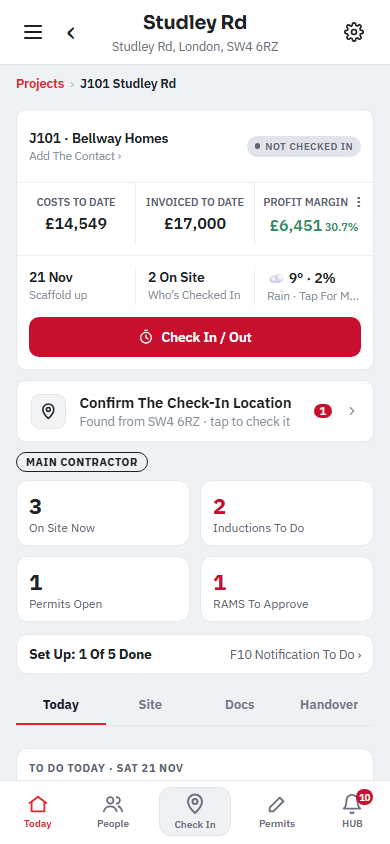 Studley Rd
Studley Rd, London, SW4 6RZ
Projects › J101 Studley Rd
J101 · Bellway Homes
Add The Contact ›
NOT CHECKED IN
COSTS TO DATE
£14,549
INVOICED TO DATE
£17,000
PROFIT MARGIN
£6,451 30.7%
21 Nov
Scaffold up
2 On Site
Who's Checked In
9° · 2%
Rain · Tap For M...
Check In / Out
Confirm The Check-In Location
Found from SW4 6RZ · tap to check it
1
MAIN CONTRACTOR
3
On Site Now
2
Inductions To Do
1
Permits Open
1
RAMS To Approve
Set Up: 1 Of 5 Done
F10 Notification To Do ›
Today
Site
Docs
Handover
TO DO TODAY · SAT 21 NOV
Today
People
Check In
Permits
10
HUB